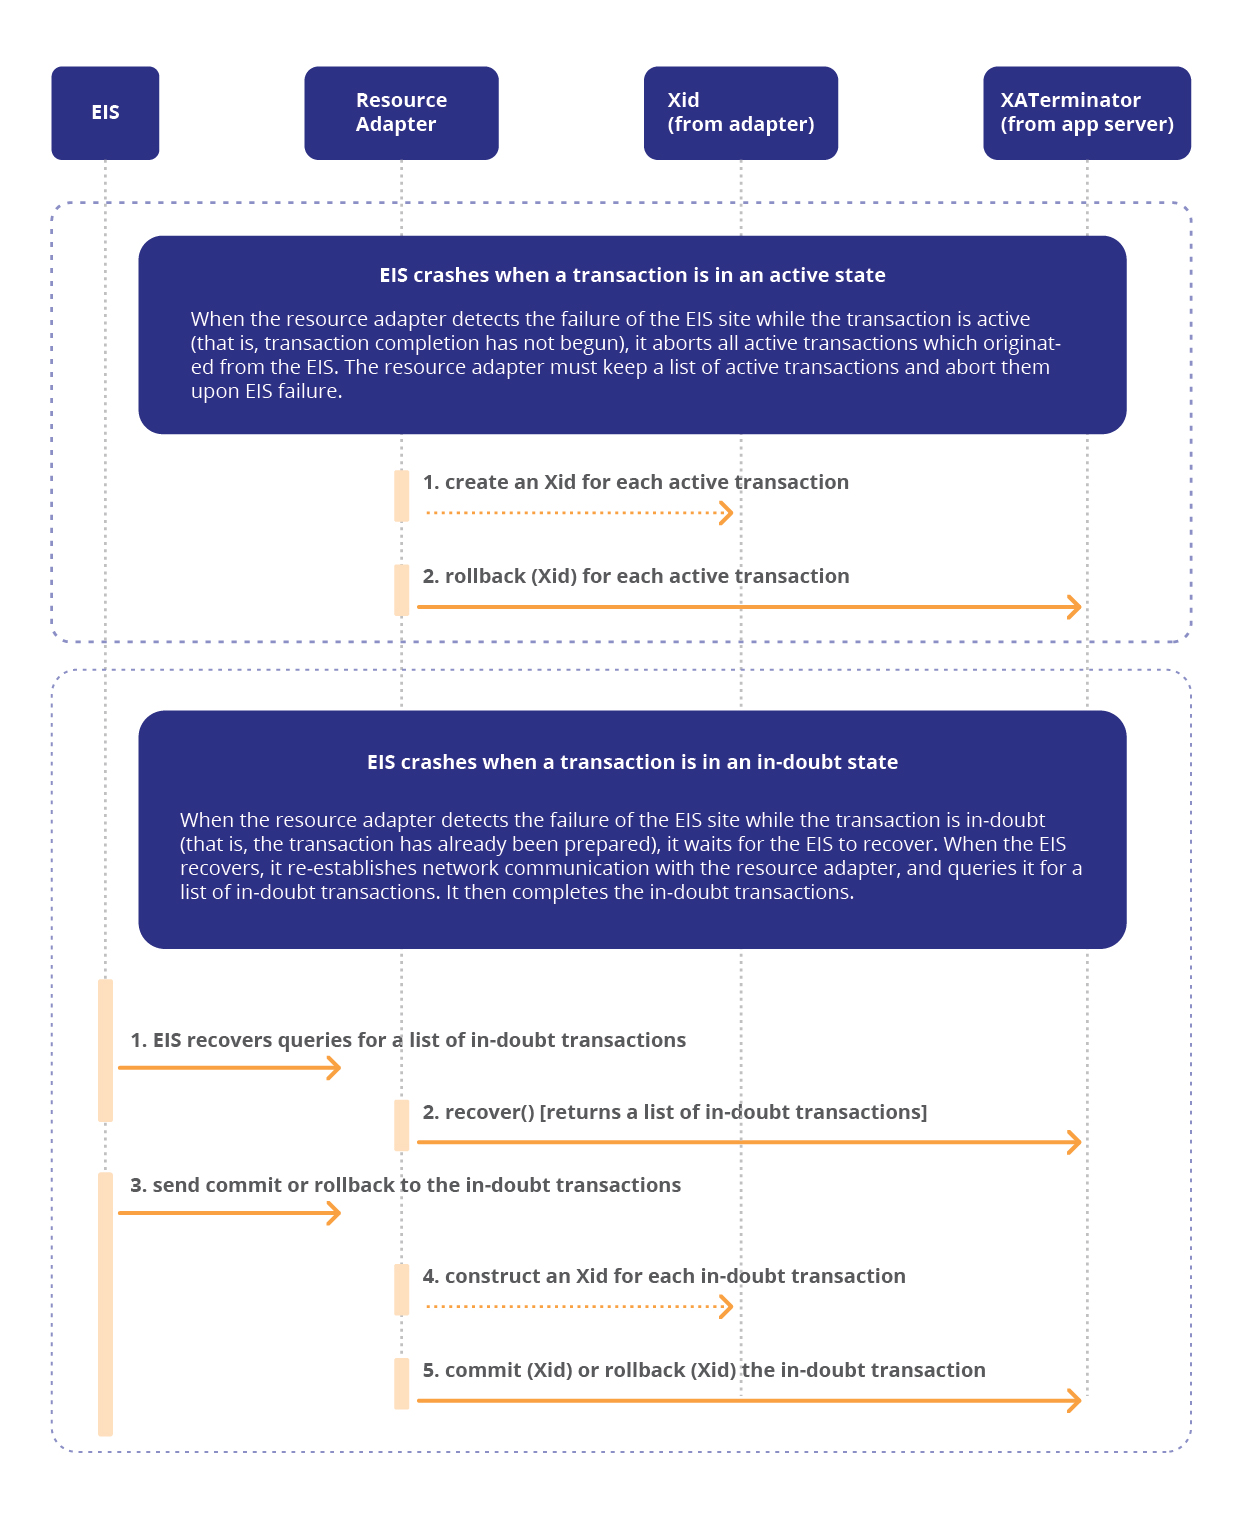 EIS
Resource
Adapter
Xid
(from adapter)
XATerminator
(from app server)
EIS crashes when a transaction is in an active state
When the resource adapter detects the failure of the EIS site while the transaction is active
(that is, transaction completion has not begun), it aborts all active transactions which originat-
ed from the EIS. The resource adapter must keep a list of active transactions and abort them
upon EIS failure.
1. create an Xid for each active transaction
2. rollback (Xid) for each active transaction
EIS crashes when a transaction is in an in-doubt state
When the resource adapter detects the failure of the EIS site while the transaction is in-doubt
(that is, the transaction has already been prepared), it waits for the EIS to recover. When the EIS
recovers, it re-establishes network communication with the resource adapter, and queries it for a
list of in-doubt transactions. It then completes the in-doubt transactions.
1. EIS recovers queries for a list of in-doubt transactions
2. recover() [returns a list of in-doubt transactions]
3. send commit or rollback to the in-doubt transactions
4. construct an Xid for each in-doubt transaction
5. commit (Xid) or rollback (Xid) the in-doubt transaction